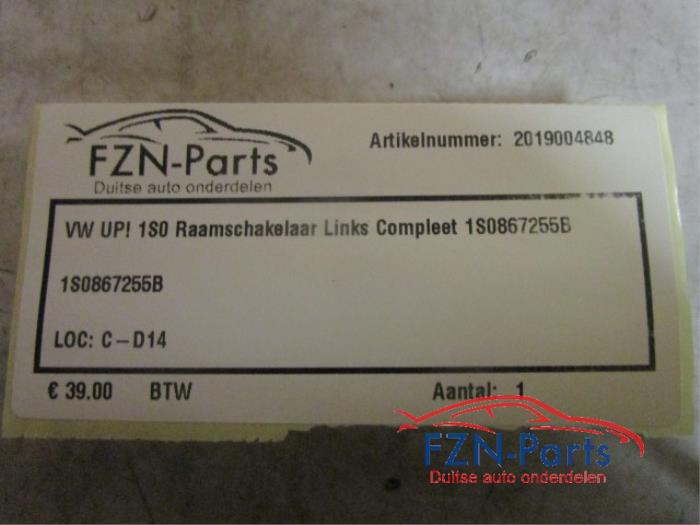 FZN-Parts
Duitse auto onderdelen
Artikelnummer: 2019004848
VW UP! 1S0 Raamschakelaar Links Compleet 1S0867255B
1S0867255B
LOC: C-D14
€ 39.00 BTW Aantal: 1
FZN-Parts
Duitse auto onderdelen